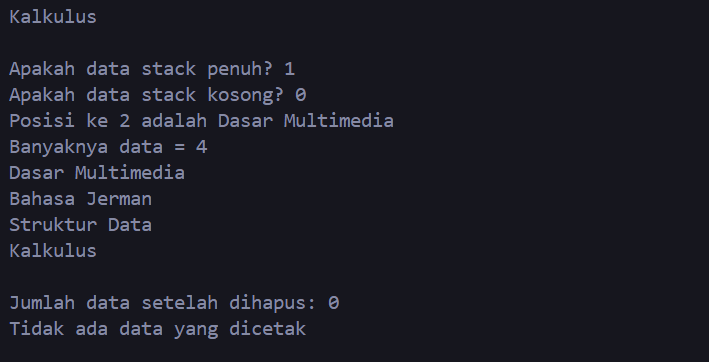 Kalkulus
Apakah data stack penuh? 1
Apakah data stack kosong? 0
Posisi ke 2 adalah Dasar Multimedia
Banyaknya data = 4
Dasar Multimedia
Bahasa Jerman
Struktur Data
Kalkulus
Jumlah data setelah dihapus: 0
Tidak ada data yang dicetak